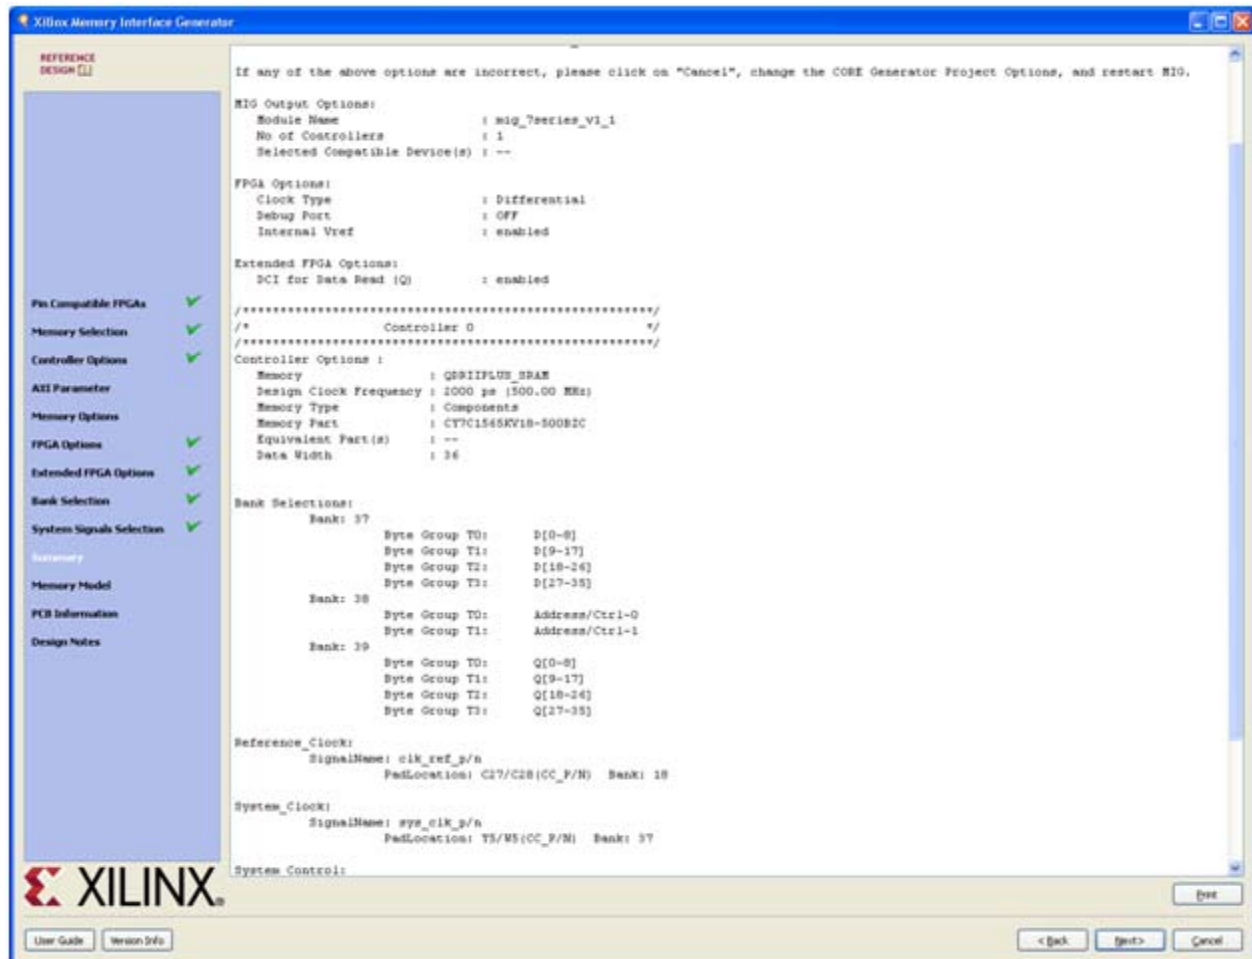 Xilinx Memory Interface Generator
REFERENCE
DESIGN
If any of the above options are incorrect, please click on "Cancel", change the CORE Generator Project Options, and restart MIG.
MIG Output Options:
Module Name : mig_7series_v1_1
No of Controllers : 1
Selected Compatible Device(s) : --
FPGA Options:
Clock Type : Differential
Debug Port : OFF
Internal Vref : enabled
Extended FPGA Options:
DCI for Data Read (Q) : enabled
/*******************************************************/
/* Controller 0 */
/*******************************************************/
Controller Options :
Memory : QDRIIPLUS_SRAM
Design Clock Frequency : 2000 ps (500.00 MHz)
Memory Type : Components
Memory Part : CY7C1565KV18-500BZC
Equivalent Part(s) : --
Data Width : 36
Bank Selections:
Bank: 37
Byte Group T0: D[0-8]
Byte Group T1: D[9-17]
Byte Group T2: D[18-26]
Byte Group T3: D[27-35]
Bank: 38
Byte Group T0: Address/Ctrl-0
Byte Group T1: Address/Ctrl-1
Bank: 39
Byte Group T0: Q[0-8]
Byte Group T1: Q[9-17]
Byte Group T2: Q[18-26]
Byte Group T3: Q[27-35]
Reference_Clock:
SignalName: clk_ref_p/n
PadLocation: C27/C28(CC_P/N) Bank: 18
System_Clock:
SignalName: sys_clk_p/n
PadLocation: Y5/W5(CC_P/N) Bank: 37
System Control:
Pin Compatible FPGAs
Memory Selection
Controller Options
AXI Parameter
Memory Options
FPGA Options
Extended FPGA Options
Bank Selection
System Signals Selection
Summary
Memory Model
PCB Information
Design Notes
XILINX®
Print
User Guide
Version Info
< Back
Next >
Cancel